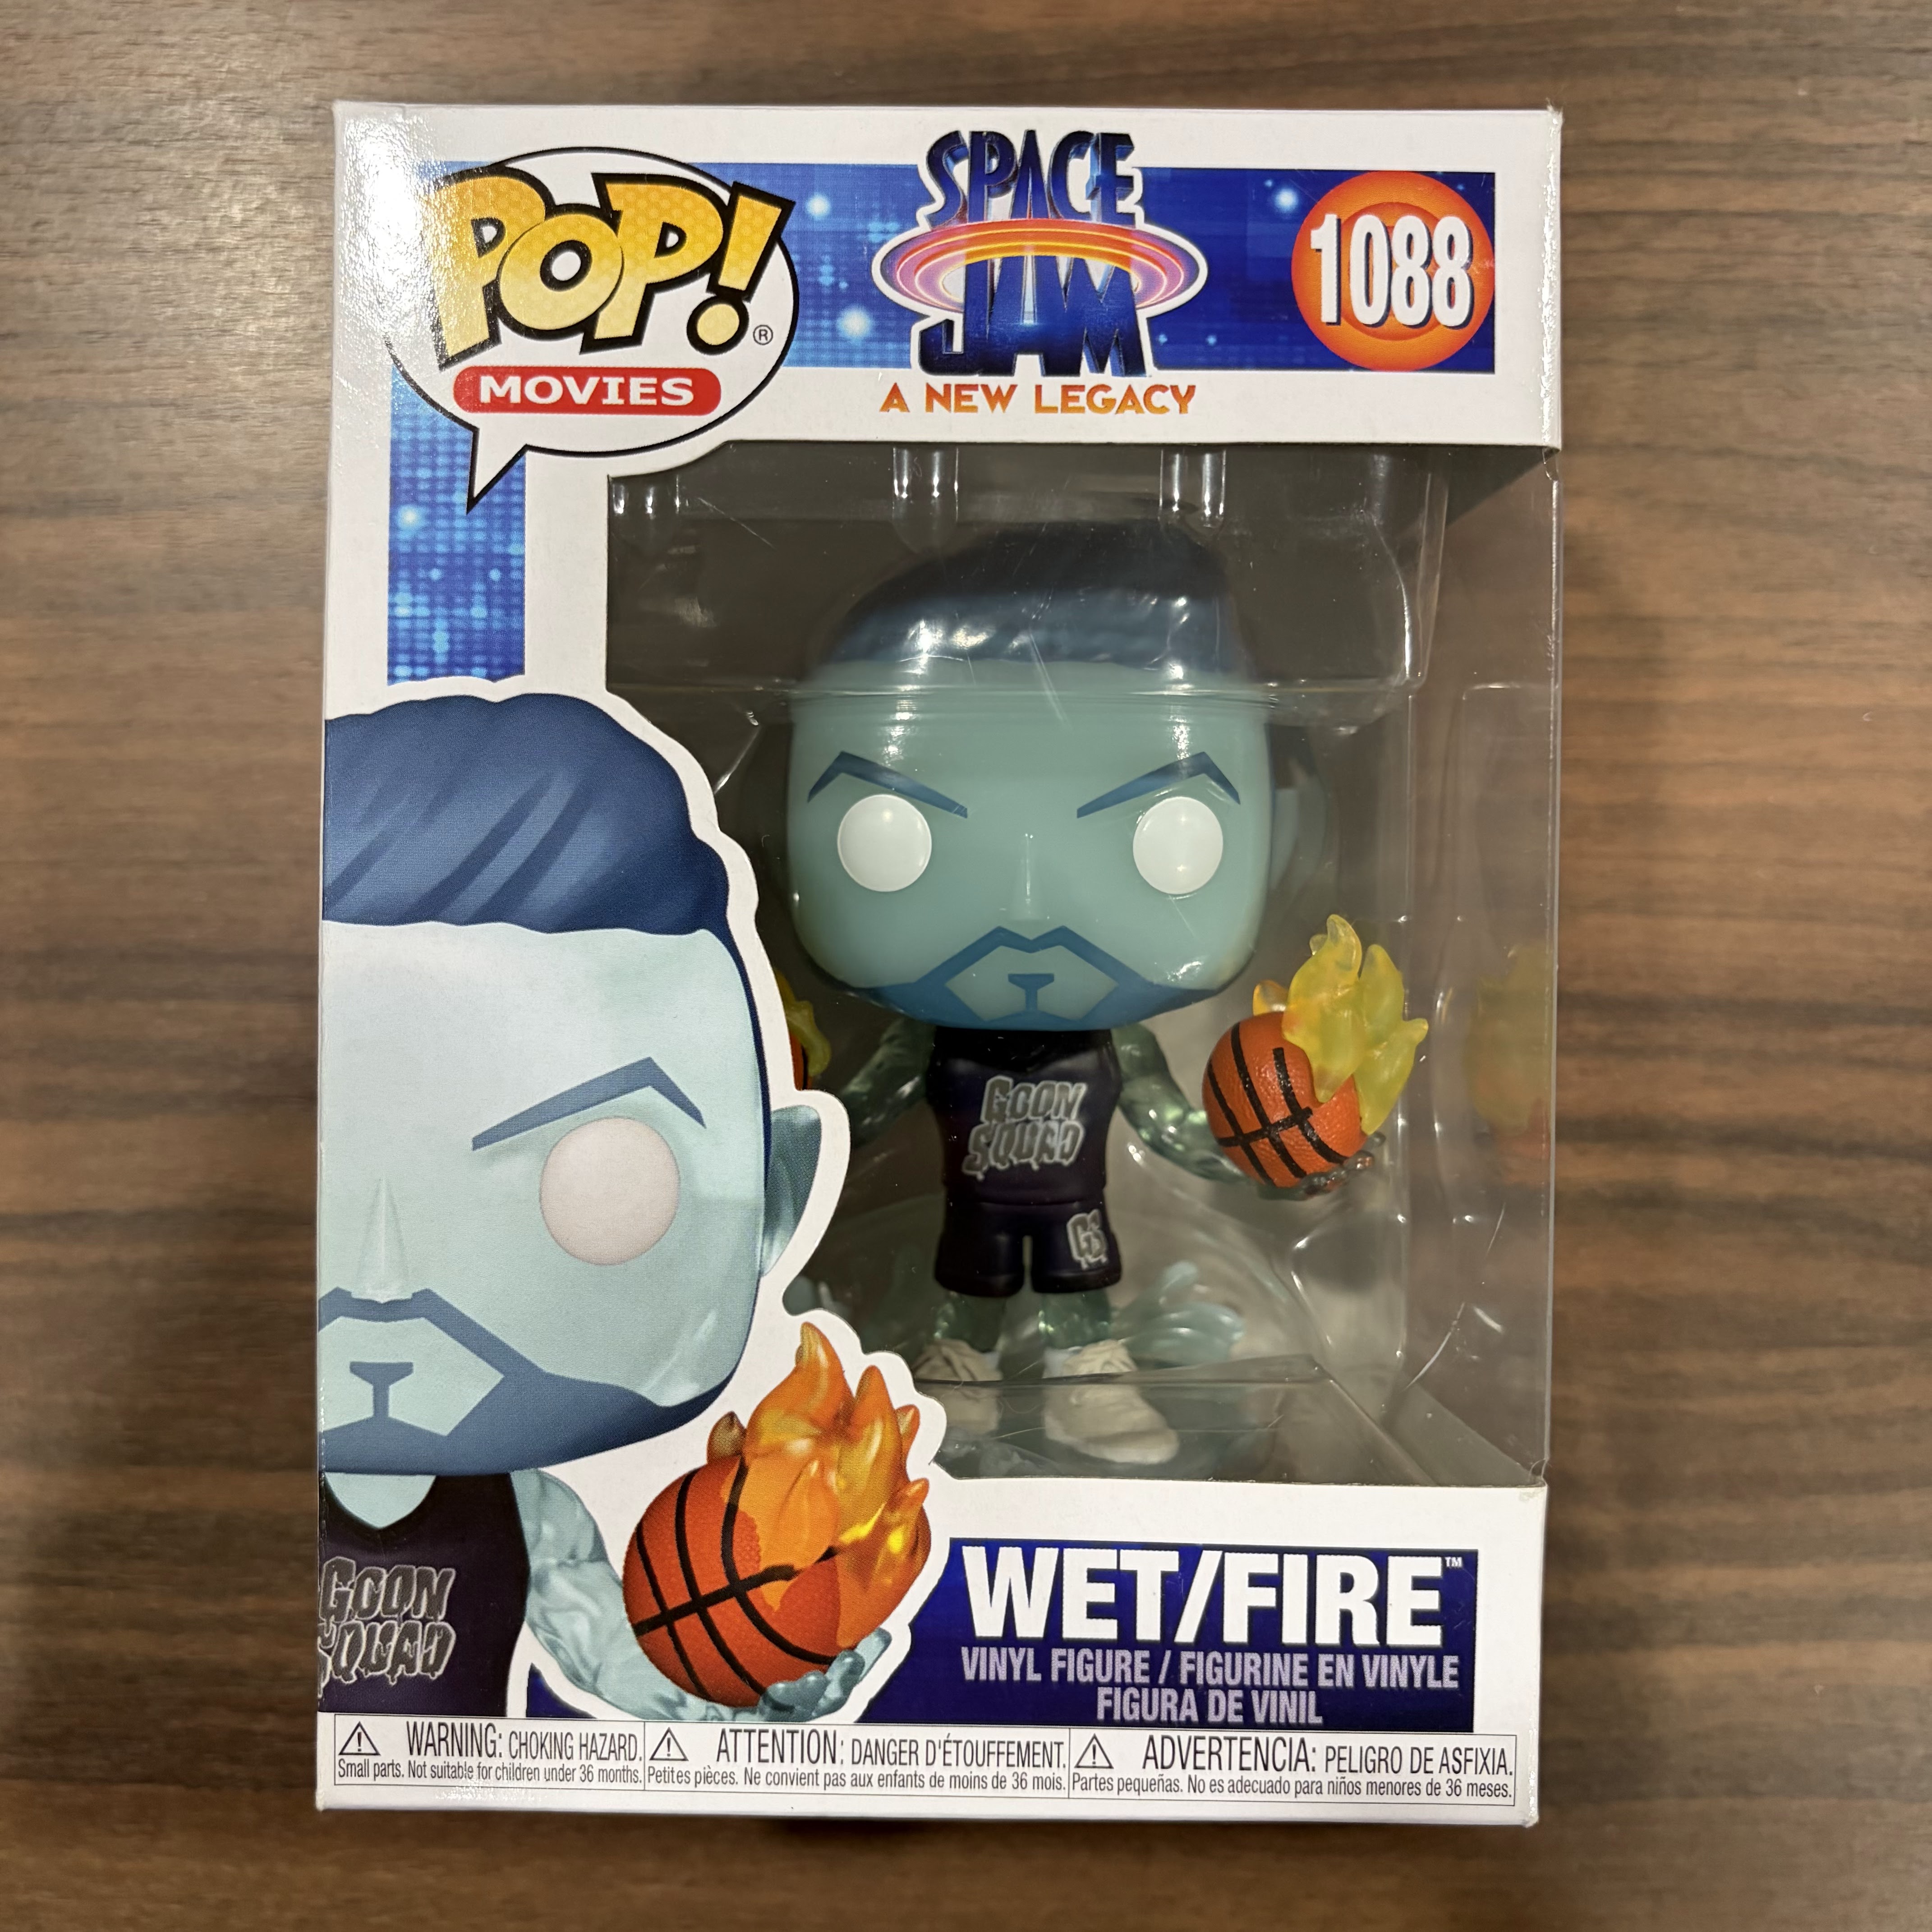 POP!®
MOVIES
SPACE
JAM
A NEW LEGACY
1088
GOON
SQUAD
GS
GOON
SQUAD
WET/FIRE™
VINYL FIGURE / FIGURINE EN VINYLE
FIGURA DE VINIL
WARNING: CHOKING HAZARD.
Small parts. Not suitable for children under 36 months.
ATTENTION: DANGER D'ÉTOUFFEMENT.
Petites pièces. Ne convient pas aux enfants de moins de 36 mois.
ADVERTENCIA: PELIGRO DE ASFIXIA.
Partes pequeñas. No es adecuado para niños menores de 36 meses.